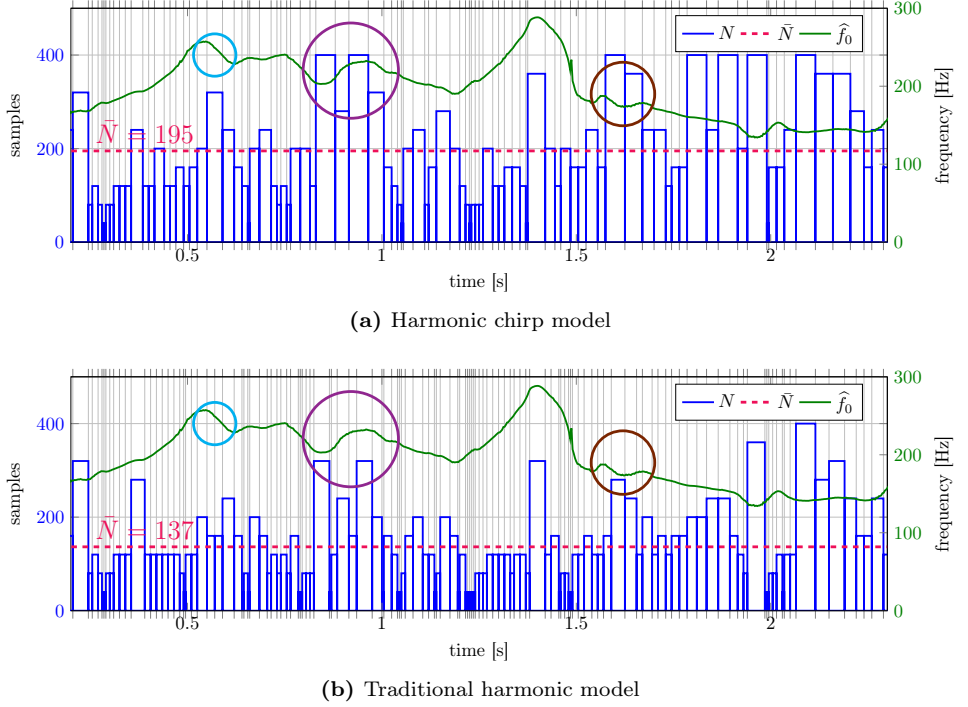 300
400
200
0
200
100
0
samples
frequency [Hz]
N
N̄
f̂₀
N̄ = 195
0.5
1
1.5
2
time [s]
(a) Harmonic chirp model
300
400
200
0
200
100
0
samples
frequency [Hz]
N
N̄
f̂₀
N̄ = 137
0.5
1
1.5
2
time [s]
(b) Traditional harmonic model